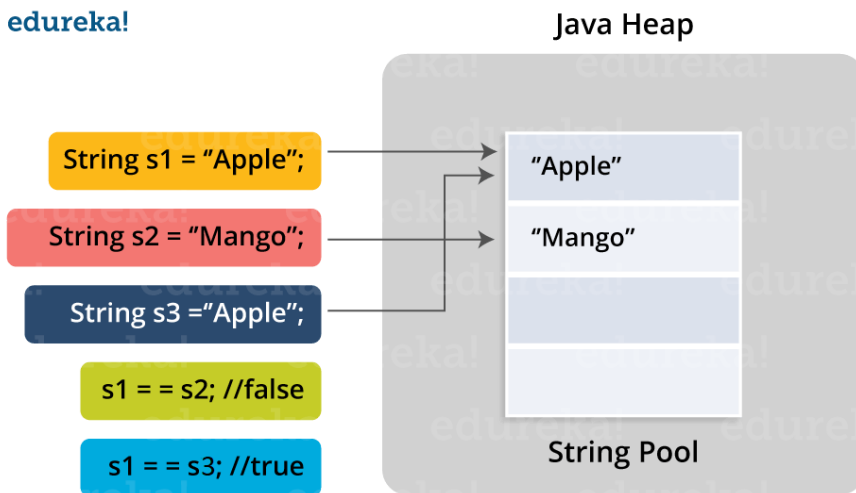 edureka!
Java Heap
String s1 = “Apple”;
String s2 = “Mango”;
String s3 =“Apple”;
s1 = = s2; //false
s1 = = s3; //true
“Apple”
“Mango”
String Pool